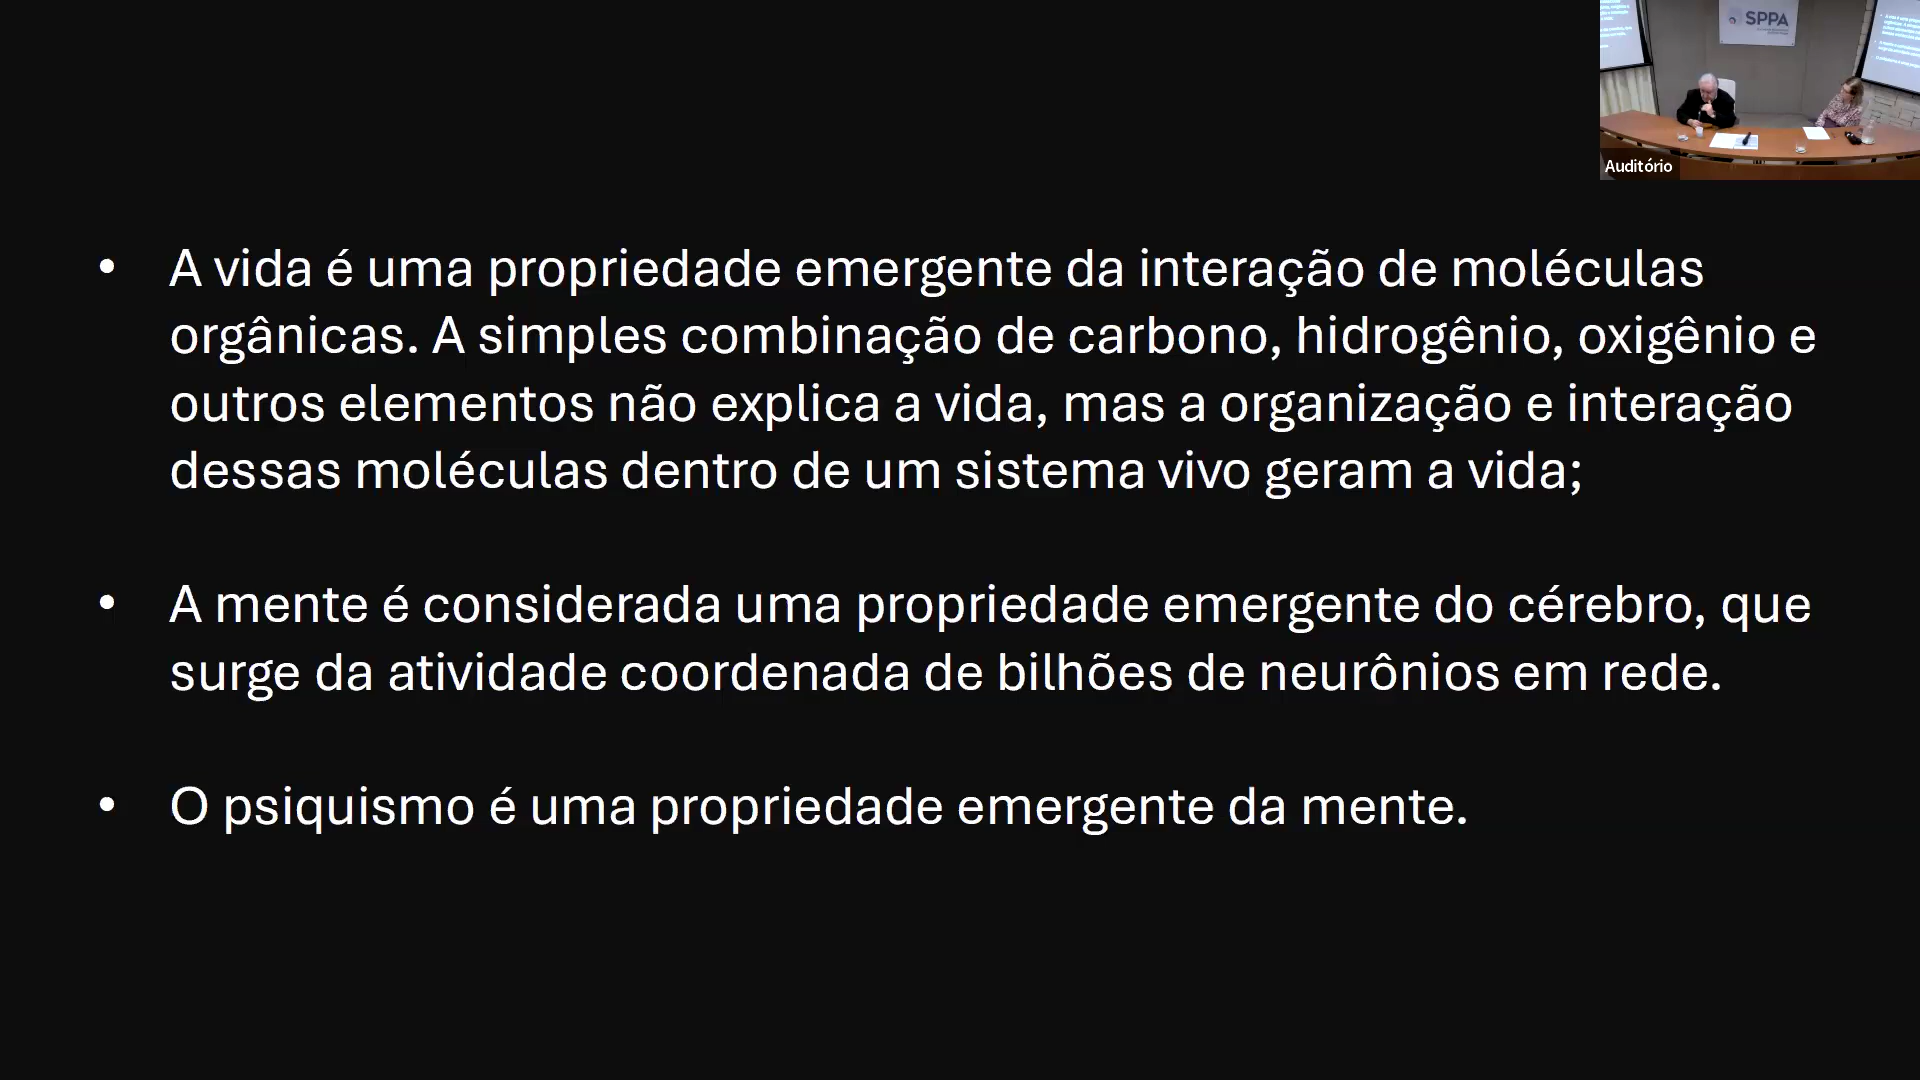 SPPA
Auditório
• A vida é uma propriedade emergente da interação de moléculas
orgânicas. A simples combinação de carbono, hidrogênio, oxigênio e
outros elementos não explica a vida, mas a organização e interação
dessas moléculas dentro de um sistema vivo geram a vida;
• A mente é considerada uma propriedade emergente do cérebro, que
surge da atividade coordenada de bilhões de neurônios em rede.
• O psiquismo é uma propriedade emergente da mente.